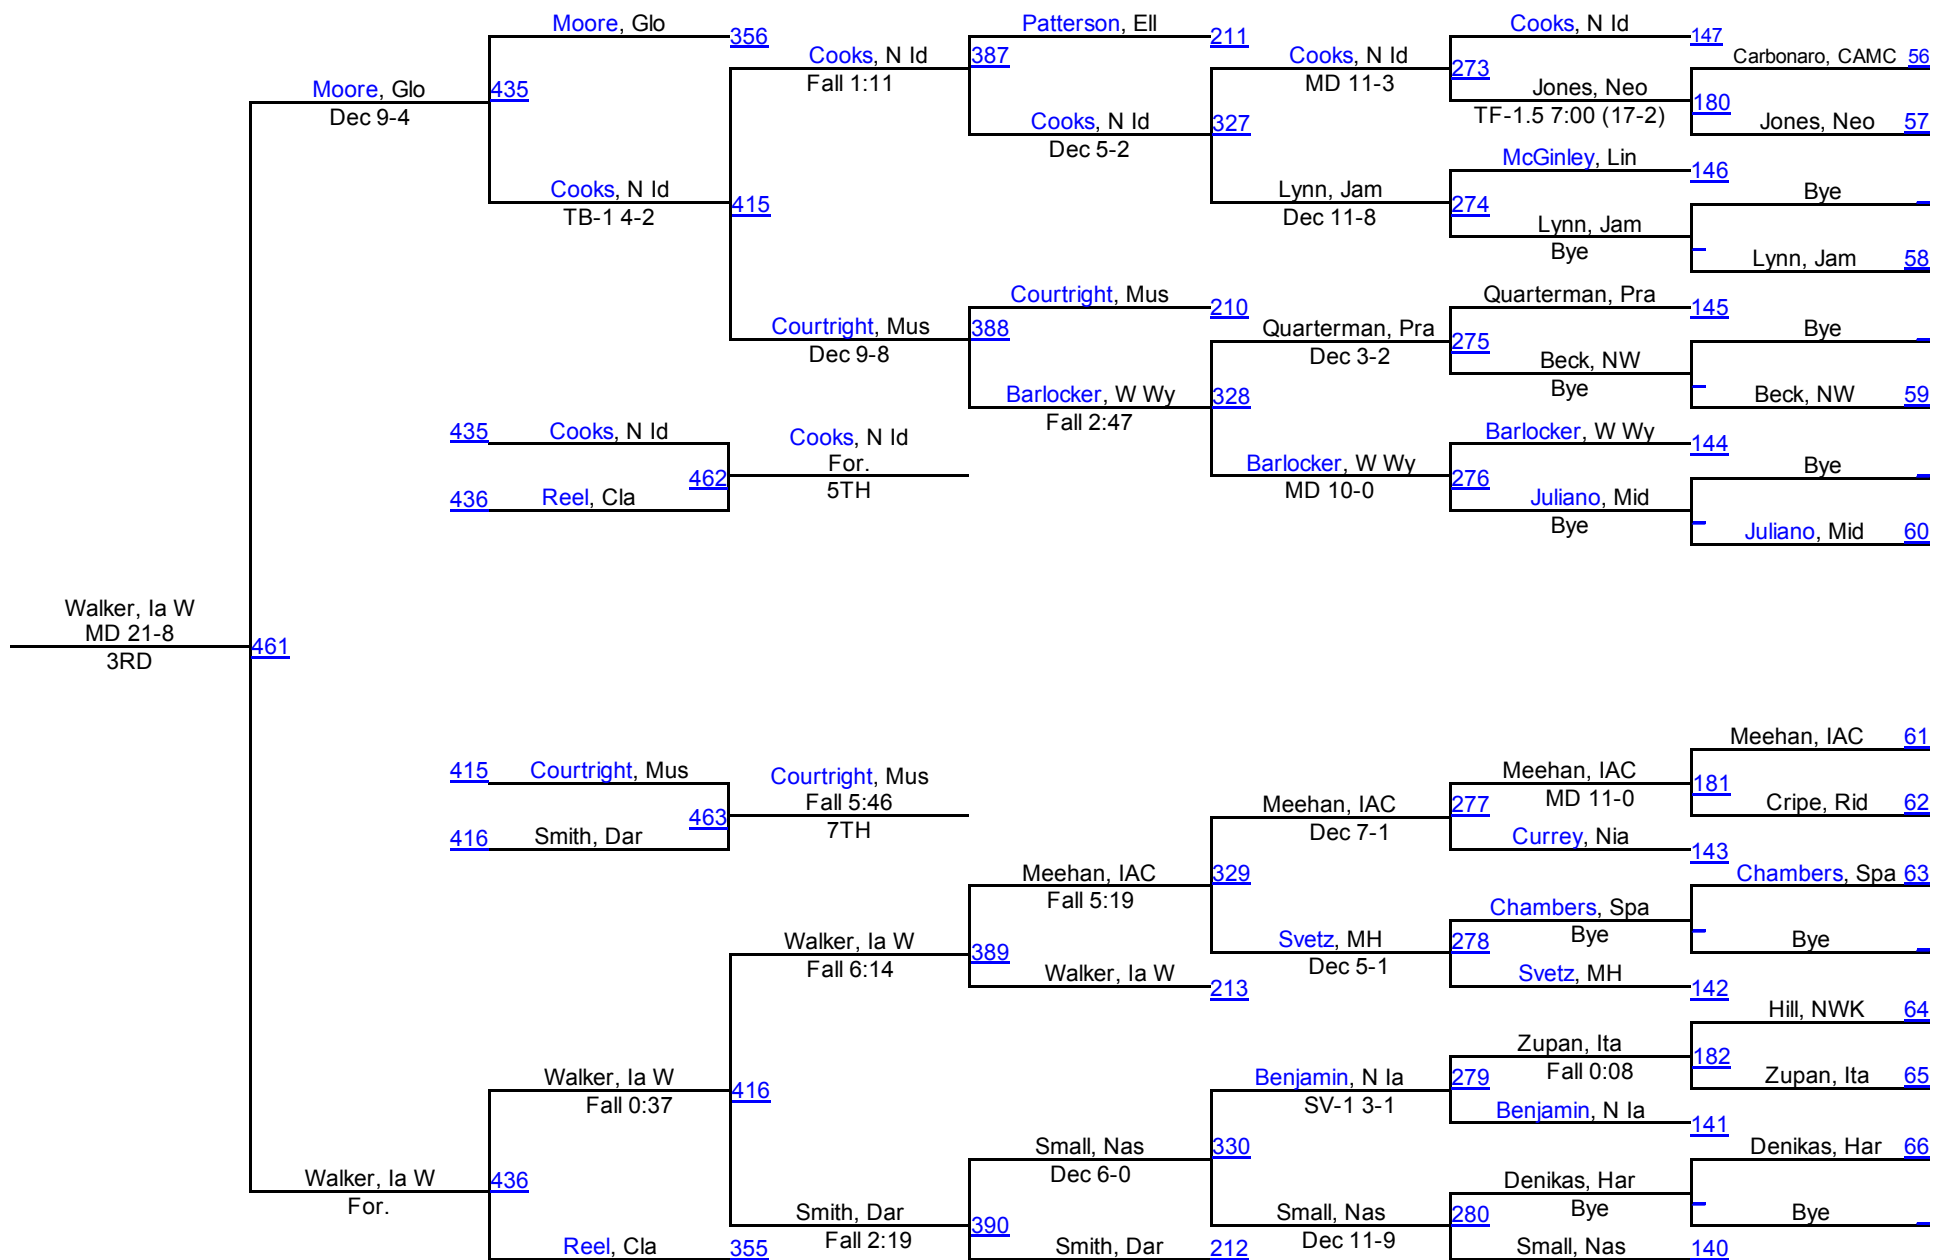 Moore, Glo
356
Patterson, Ell
211
Cooks, N Id
147
Cooks, N Id
387
Cooks, N Id
273
Carbonaro, CAMC 56
Fall 1:11
MD 11-3
Moore, Glo
435
Jones, Neo
180
Dec 9-4
TF-1.5 7:00 (17-2)
Cooks, N Id
327
Jones, Neo 57
Dec 5-2
McGinley, Lin
146
Cooks, N Id
415
Lynn, Jam
274
Bye
TB-1 4-2
Dec 11-8
Lynn, Jam
Bye
Lynn, Jam 58
Courtright, Mus
210
Quarterman, Pra
145
Courtright, Mus
388
Quarterman, Pra
275
Bye
Dec 9-8
Dec 3-2
Beck, NW
Bye
Barlocker, W Wy
328
Beck, NW 59
Fall 2:47
435
Cooks, N Id
Cooks, N Id
Barlocker, W Wy
144
For.
462
5TH
Barlocker, W Wy
276
Bye
MD 10-0
436
Reel, Cla
Juliano, Mid
Bye
Juliano, Mid 60
Walker, Ia W
MD 21-8
461
3RD
Meehan, IAC 61
415
Courtright, Mus
Courtright, Mus
Meehan, IAC
181
Fall 5:46
463
7TH
Meehan, IAC
277
MD 11-0
Cripe, Rid 62
Dec 7-1
416
Smith, Dar
Currey, Nia
143
Meehan, IAC
329
Chambers, Spa 63
Fall 5:19
Chambers, Spa
Bye
Walker, Ia W
389
Svetz, MH
278
Bye
Fall 6:14
Dec 5-1
Walker, Ia W
213
Svetz, MH
142
Hill, NWK 64
Zupan, Ita
182
Fall 0:08
Walker, Ia W
416
Benjamin, N Ia
279
Zupan, Ita 65
Fall 0:37
SV-1 3-1
Benjamin, N Ia
141
Small, Nas
330
Denikas, Har 66
Dec 6-0
Walker, Ia W
436
Denikas, Har
For.
Bye
Smith, Dar
390
Small, Nas
280
Bye
Fall 2:19
Dec 11-9
Reel, Cla
355
Smith, Dar
212
Small, Nas
140